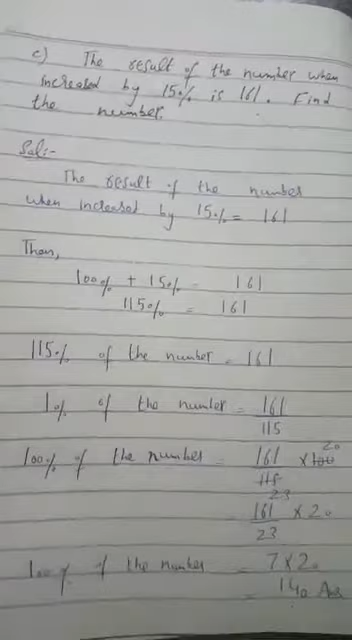 c) The result of the number when
increased by 15% is 161. Find
the number.
Sol:-
The result of the number
when increased by 15% = 161
Then,
100% + 15% = 161
115% = 161
115% of the number = 161
1% of the number = 161/115
100% of the number = 161/115 × 100 20
23
= 161/23 × 20
100% of the number = 7 × 20
= 140 Ans